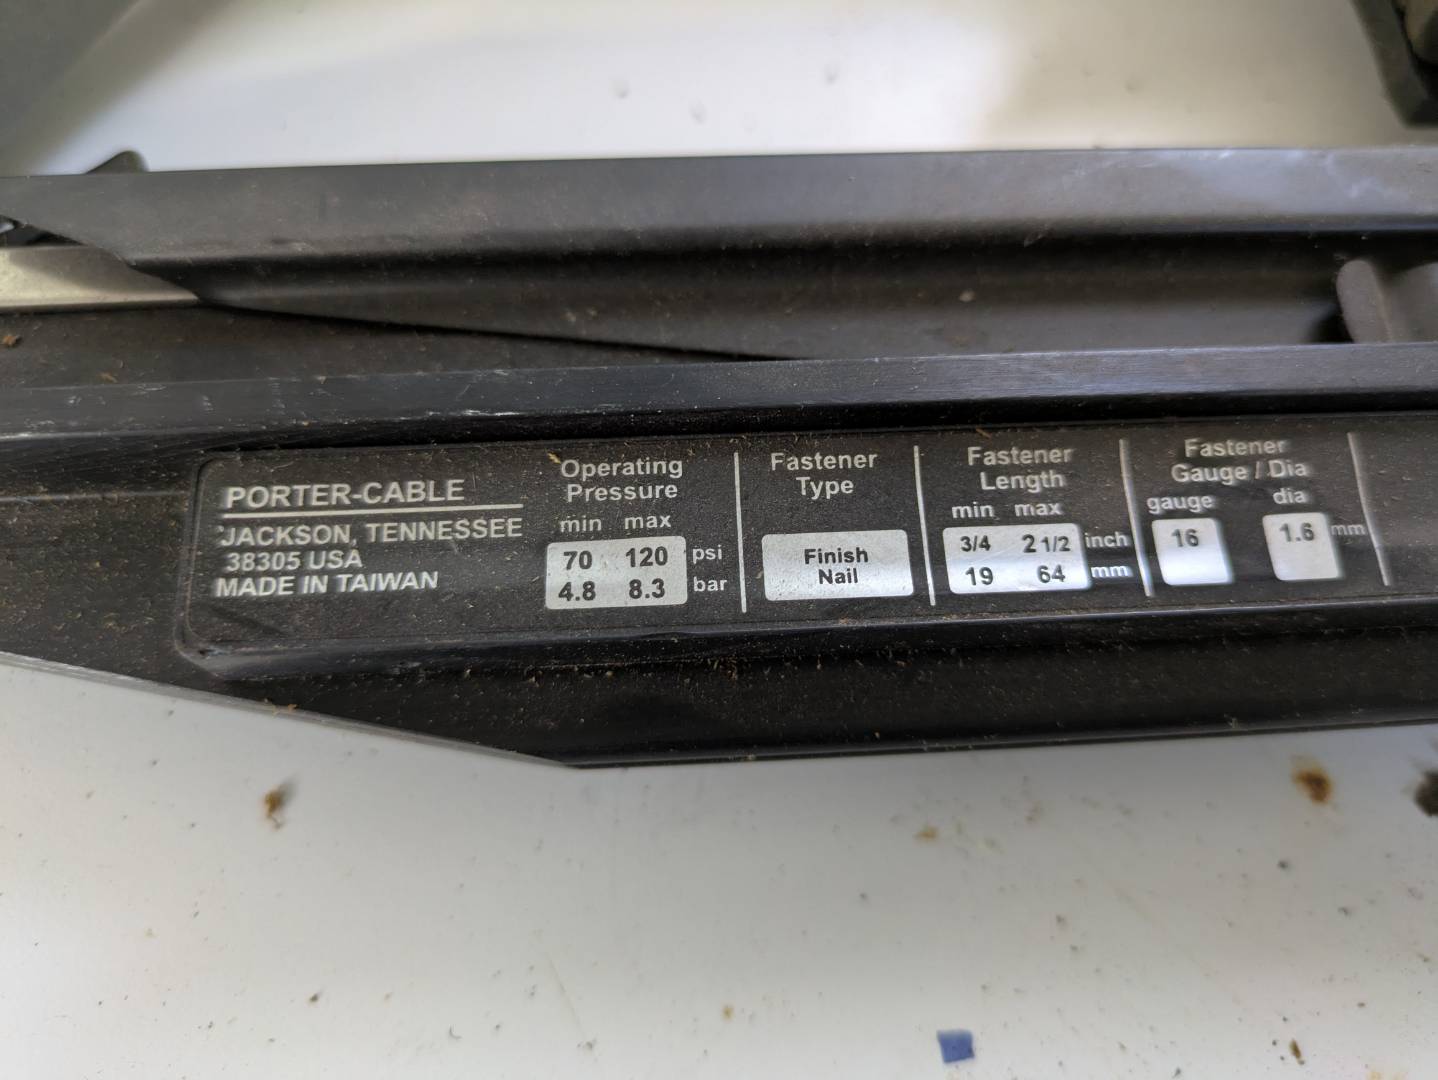 PORTER-CABLE
JACKSON, TENNESSEE
38305 USA
MADE IN TAIWAN
Operating
Pressure
min max
70 120 psi
4.8 8.3 bar
Fastener
Type
Finish
Nail
Fastener
Length
min max
3/4 2 1/2 inch
19 64 mm
Fastener
Gauge / Dia
gauge dia
16 1.6 mm